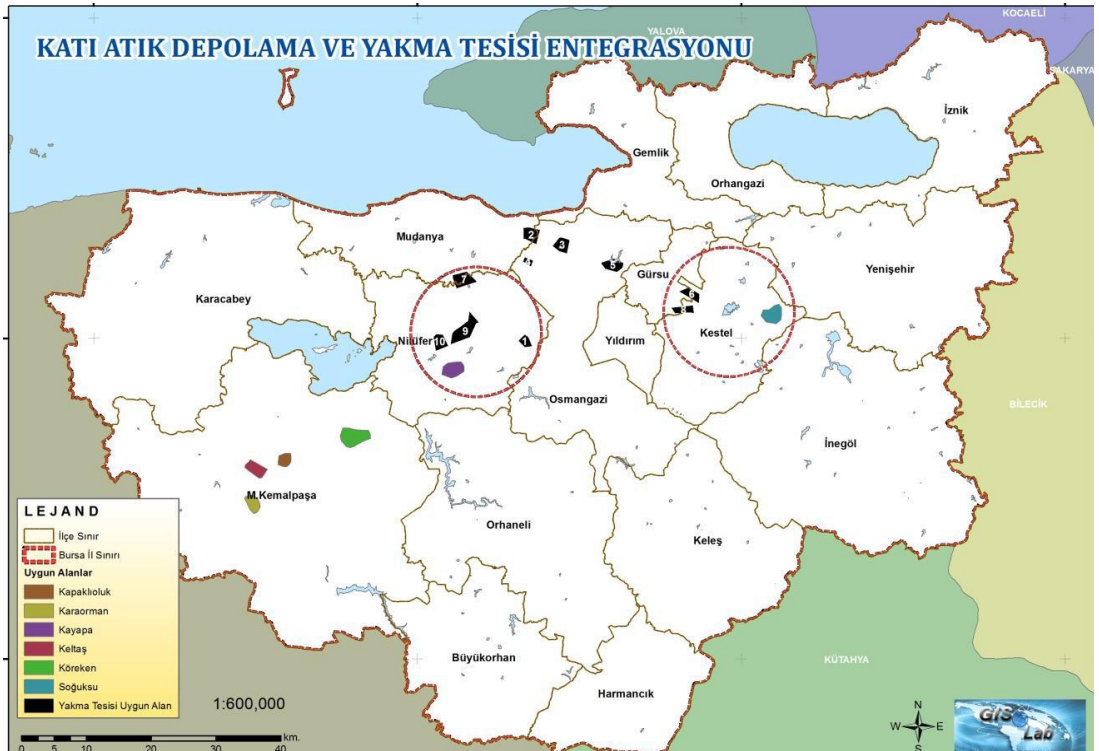 KATI ATIK DEPOLAMA VE YAKMA TESİSİ ENTEGRASYONU
KOCAELİ
YALOVA
SAKARYA
İznik
Gemlik
Orhangazi
Mudanya
2
3
4
5
Gürsu
Yenişehir
Karacabey
7
6
8
Kestel
Nilüfer
10
9
1
Yıldırım
Osmangazi
BİLECİK
İnegöl
M.Kemalpaşa
Orhaneli
Keleş
Büyükorhan
Harmancık
KÜTAHYA
LEJAND
İlçe Sınır
Bursa İl Sınırı
Uygun Alanlar
Kapaklıoluk
Karaorman
Kayapa
Keltaş
Köreken
Soğuksu
Yakma Tesisi Uygun Alan
1:600,000
0 5 10 20 30 40
km.
N
W E
S
GIS
Lab